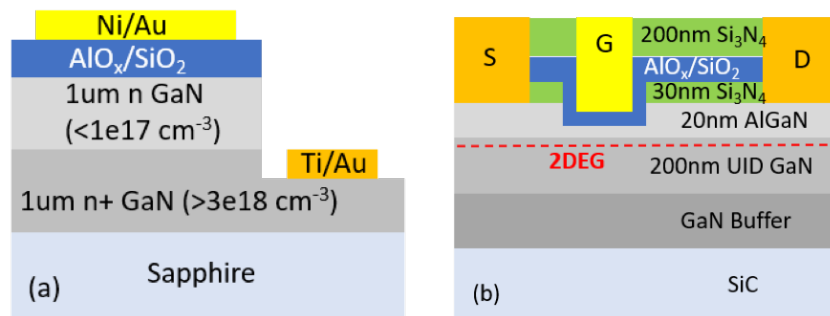 Ni/Au
AlOₓ/SiO₂
1um n GaN
(<1e17 cm⁻³)
Ti/Au
1um n+ GaN (>3e18 cm⁻³)
Sapphire
(a)
S
G
D
200nm Si₃N₄
AlOₓ/SiO₂
30nm Si₃N₄
20nm AlGaN
2DEG
200nm UID GaN
GaN Buffer
SiC
(b)